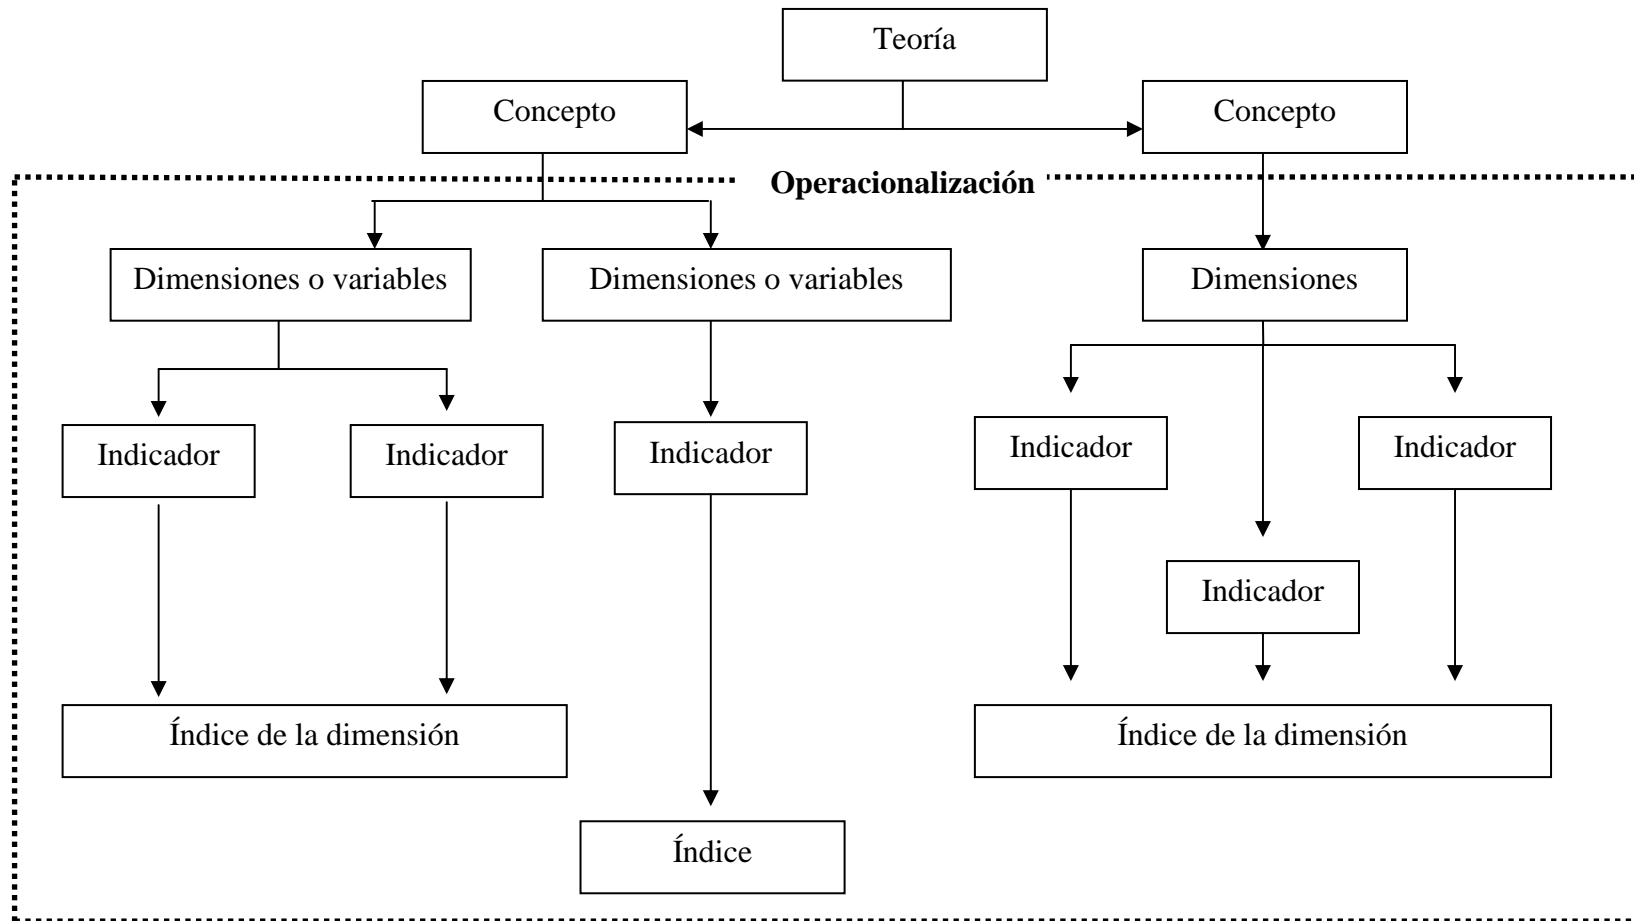 Teoría
Concepto
Concepto
Operacionalización
Dimensiones o variables
Dimensiones o variables
Dimensiones
Indicador
Indicador
Indicador
Indicador
Indicador
Indicador
Índice de la dimensión
Índice de la dimensión
Índice